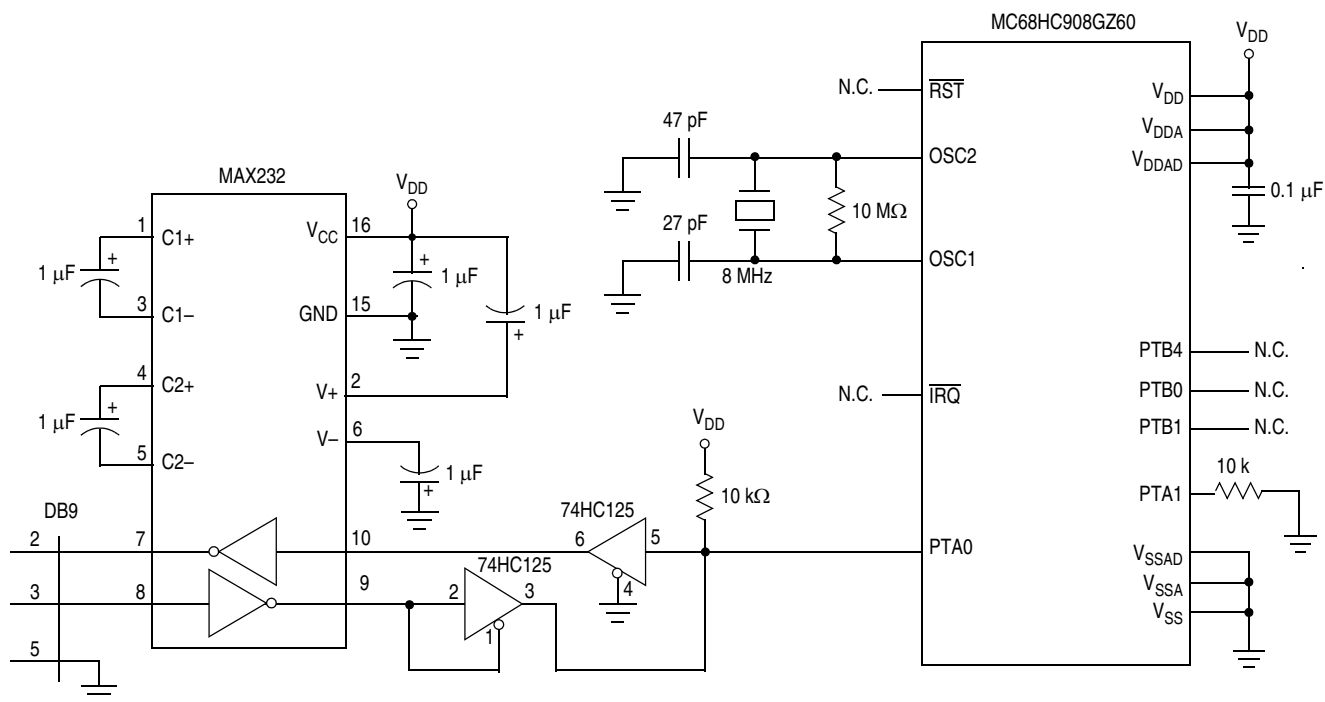 MC68HC908GZ60
VDD
N.C.
RST
VDD
47 pF
VDDA
OSC2
VDDAD
MAX232
VDD
10 MΩ
0.1 µF
1
C1+
VCC
16
27 pF
1 µF
+
+
1 µF
8 MHz
OSC1
3
C1–
GND
15
1 µF
+
PTB4
N.C.
4
C2+
V+
2
N.C.
IRQ
PTB0
N.C.
1 µF
+
VDD
PTB1
N.C.
V–
6
5
C2–
1 µF
+
10 k
10 kΩ
PTA1
DB9
74HC125
2
7
10
6
5
PTA0
VSSAD
74HC125
4
3
8
9
2
3
VSSA
1
VSS
5